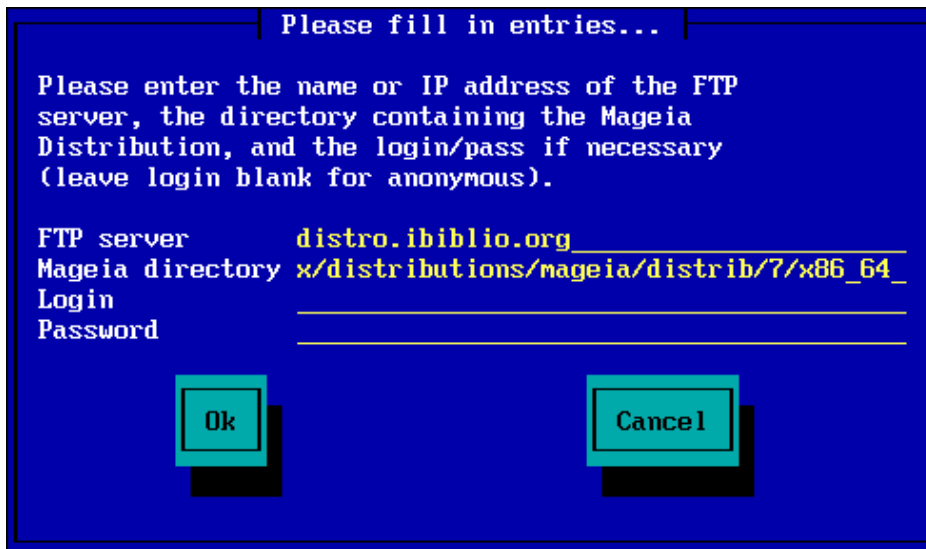 Please fill in entries...
Please enter the name or IP address of the FTP
server, the directory containing the Mageia
Distribution, and the login/pass if necessary
(leave login blank for anonymous).
FTP server distro.ibiblio.org
Mageia directory x/distributions/mageia/distrib/7/x86_64_
Login
Password
Ok Cancel